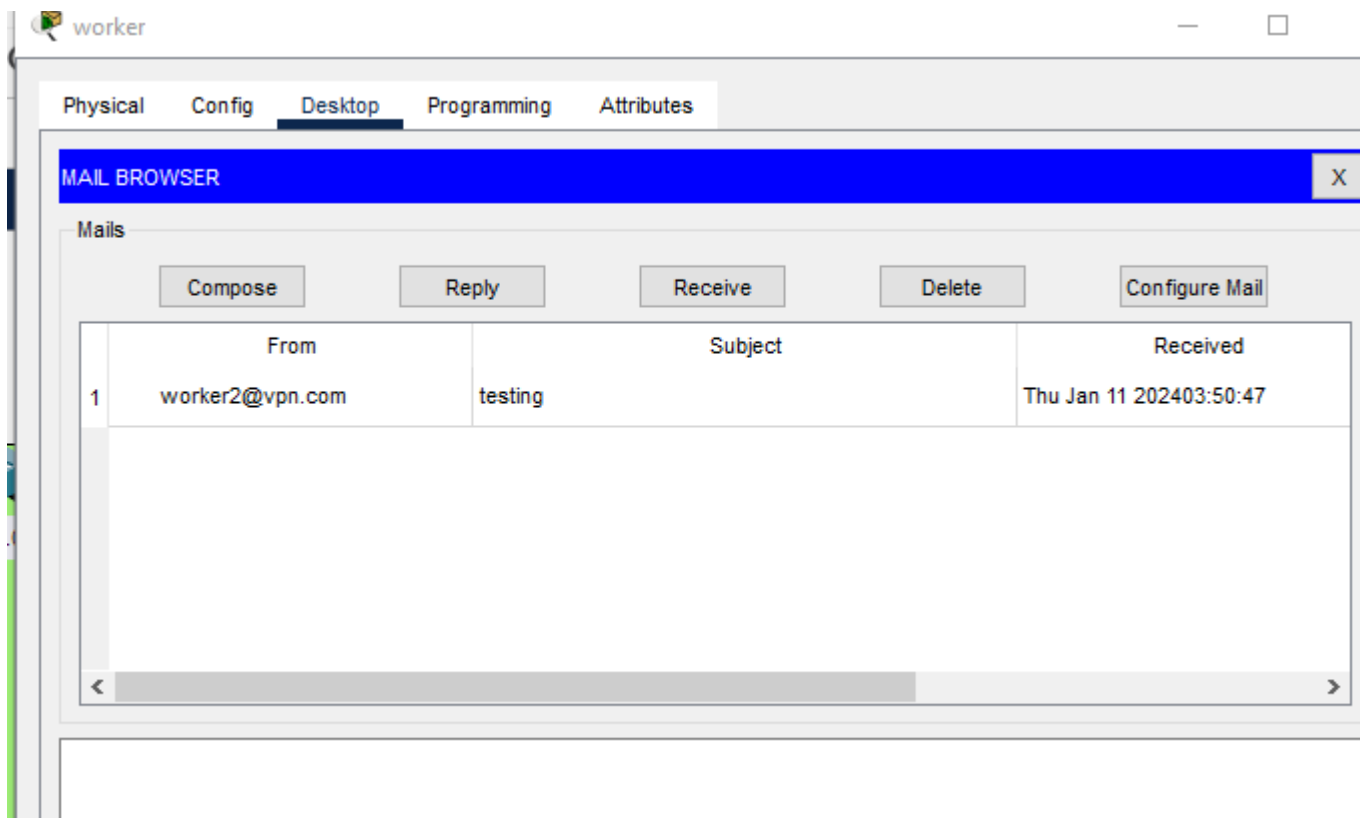 worker
Physical Config Desktop Programming Attributes
MAIL BROWSER X
Mails
Compose Reply Receive Delete Configure Mail
From Subject Received
1 worker2@vpn.com testing Thu Jan 11 202403:50:47